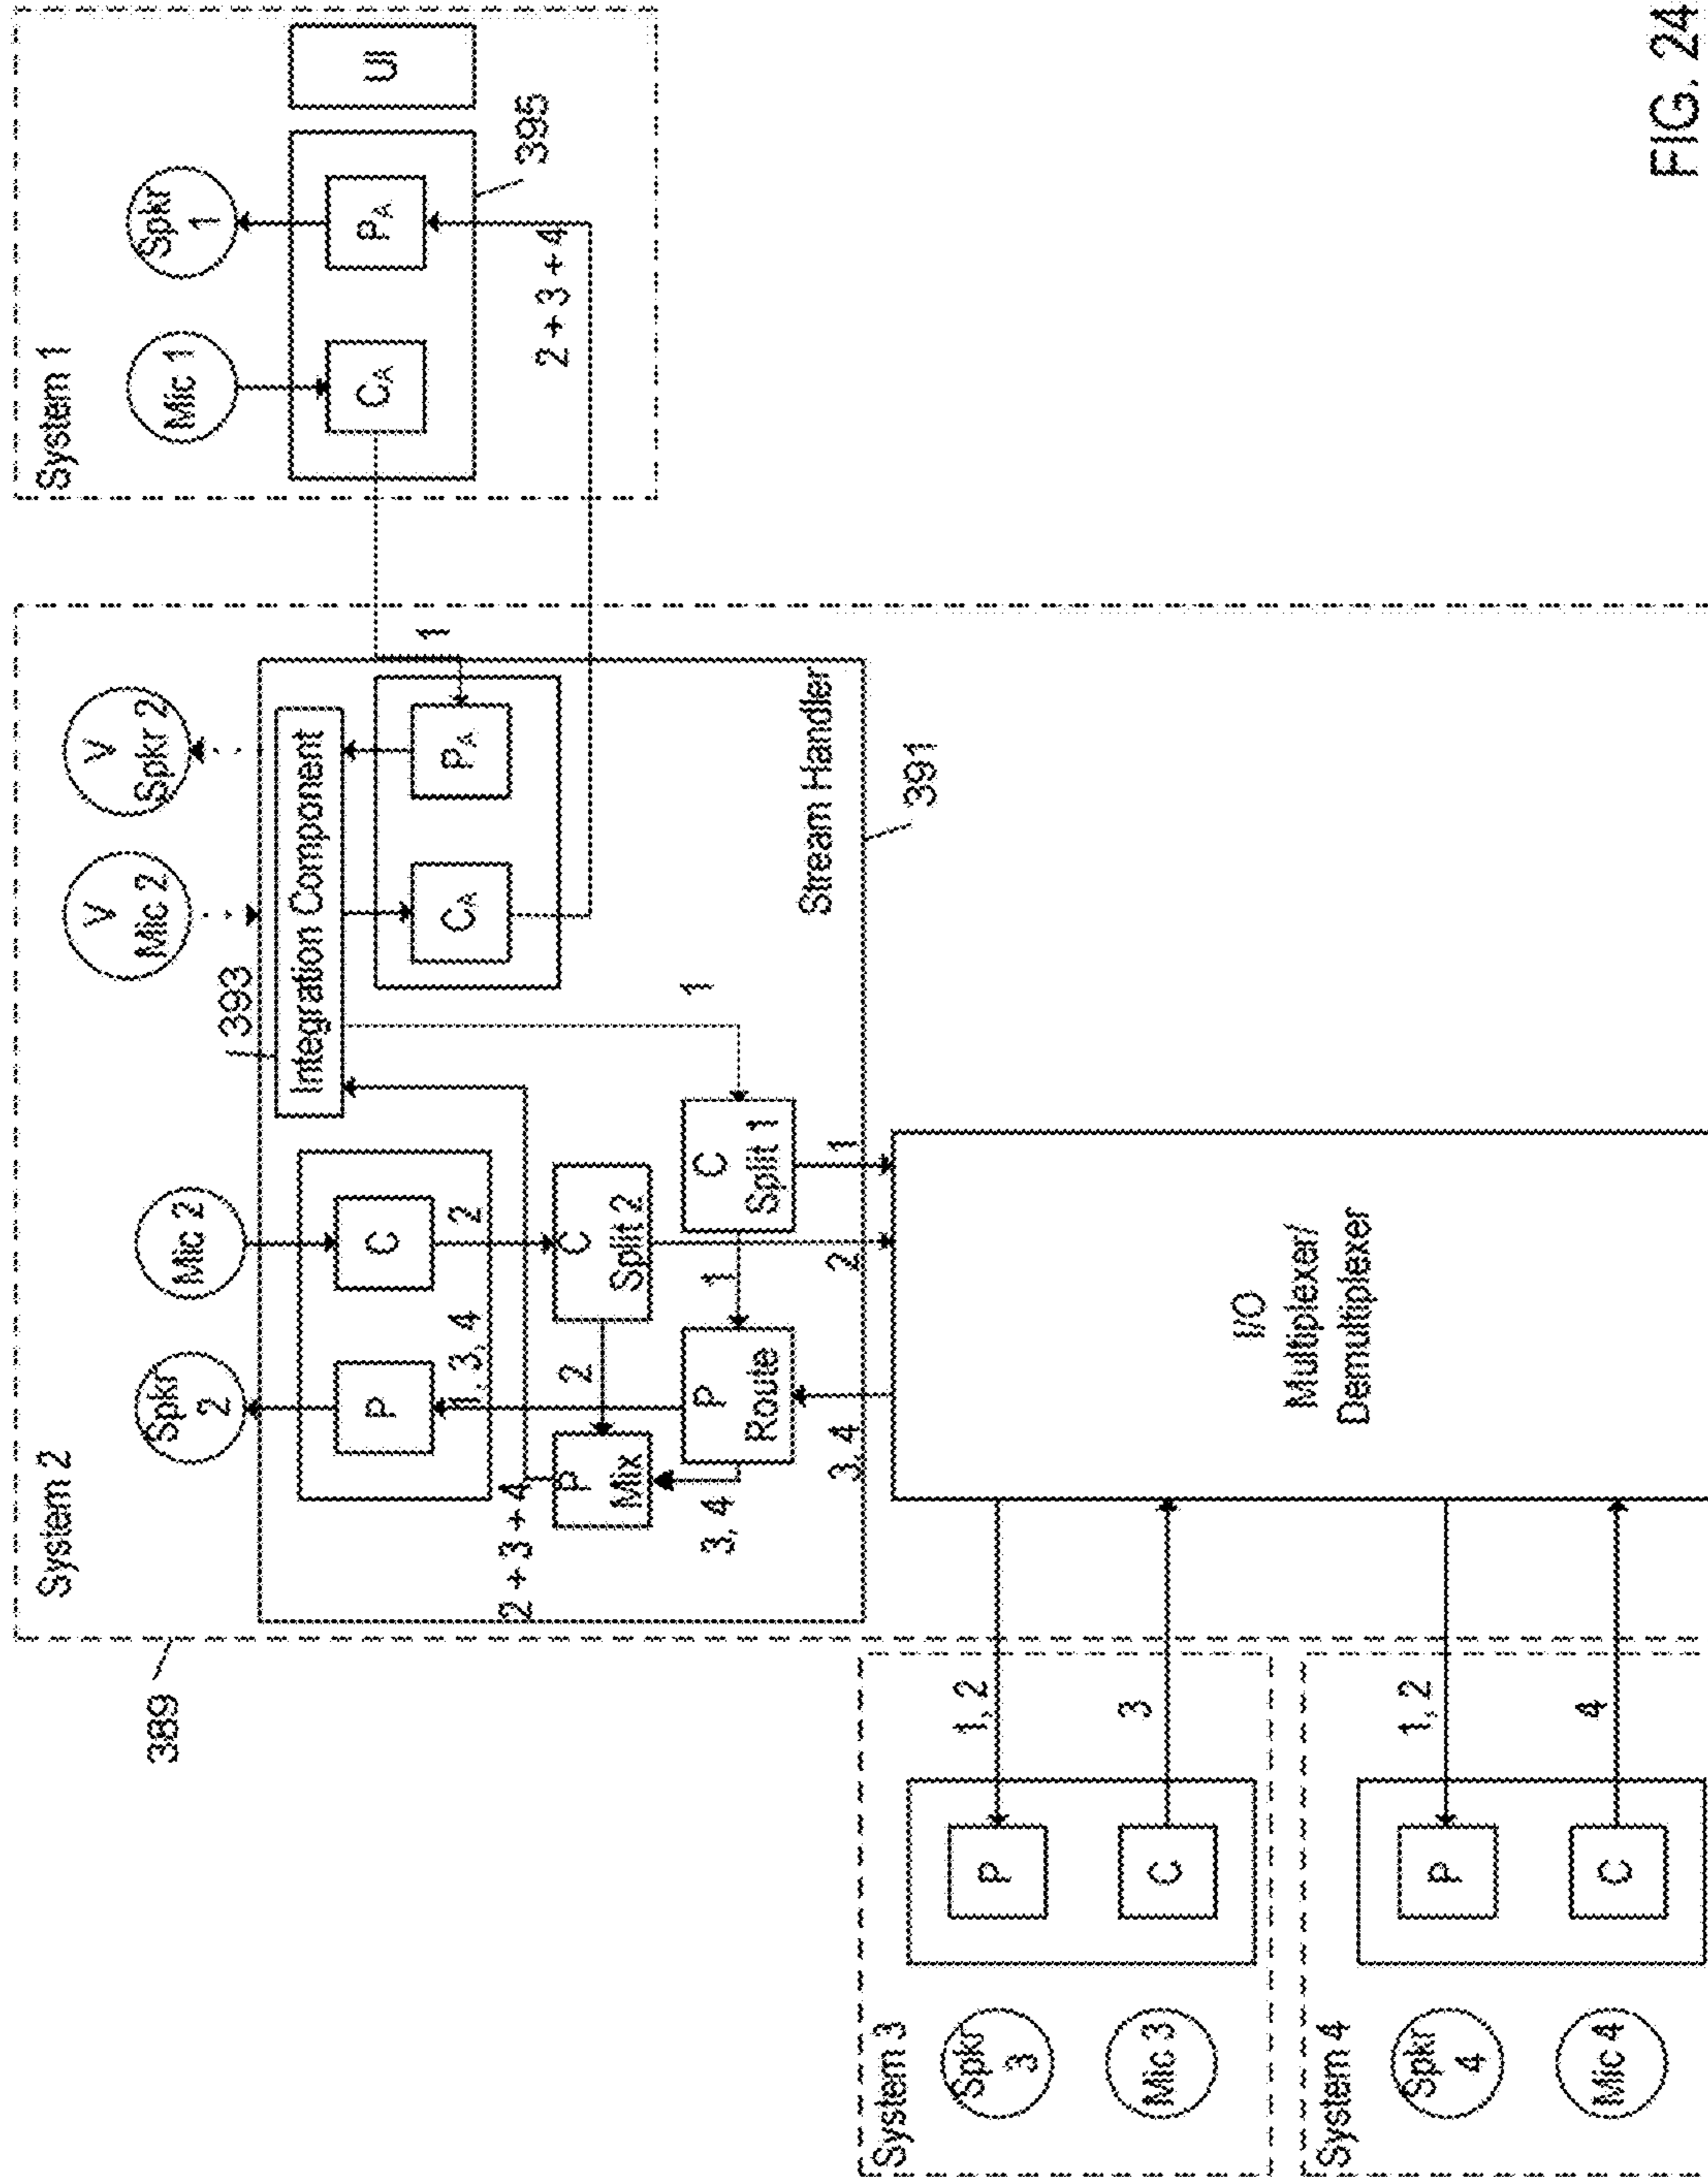 System 1
Mic 1
Spkr
1
CA
PA
UI
395
2 + 3 + 4
System 2
389
Spkr
2
Mic 2
V
Mic 2
V
Spkr 2
393
Integration Component
P
C
CA
PA
1
1, 3, 4
2
2 + 3 + 4
P
Mix
2
C
Split 2
1
3, 4
P
Route
1
C
Split 1
Stream Handler
391
3, 4
2
1
I/O
Multiplexer/
Demultiplexer
System 3
Spkr
3
Mic 3
P
C
1, 2
3
System 4
Spkr
4
Mic 4
P
C
1, 2
4
FIG. 24